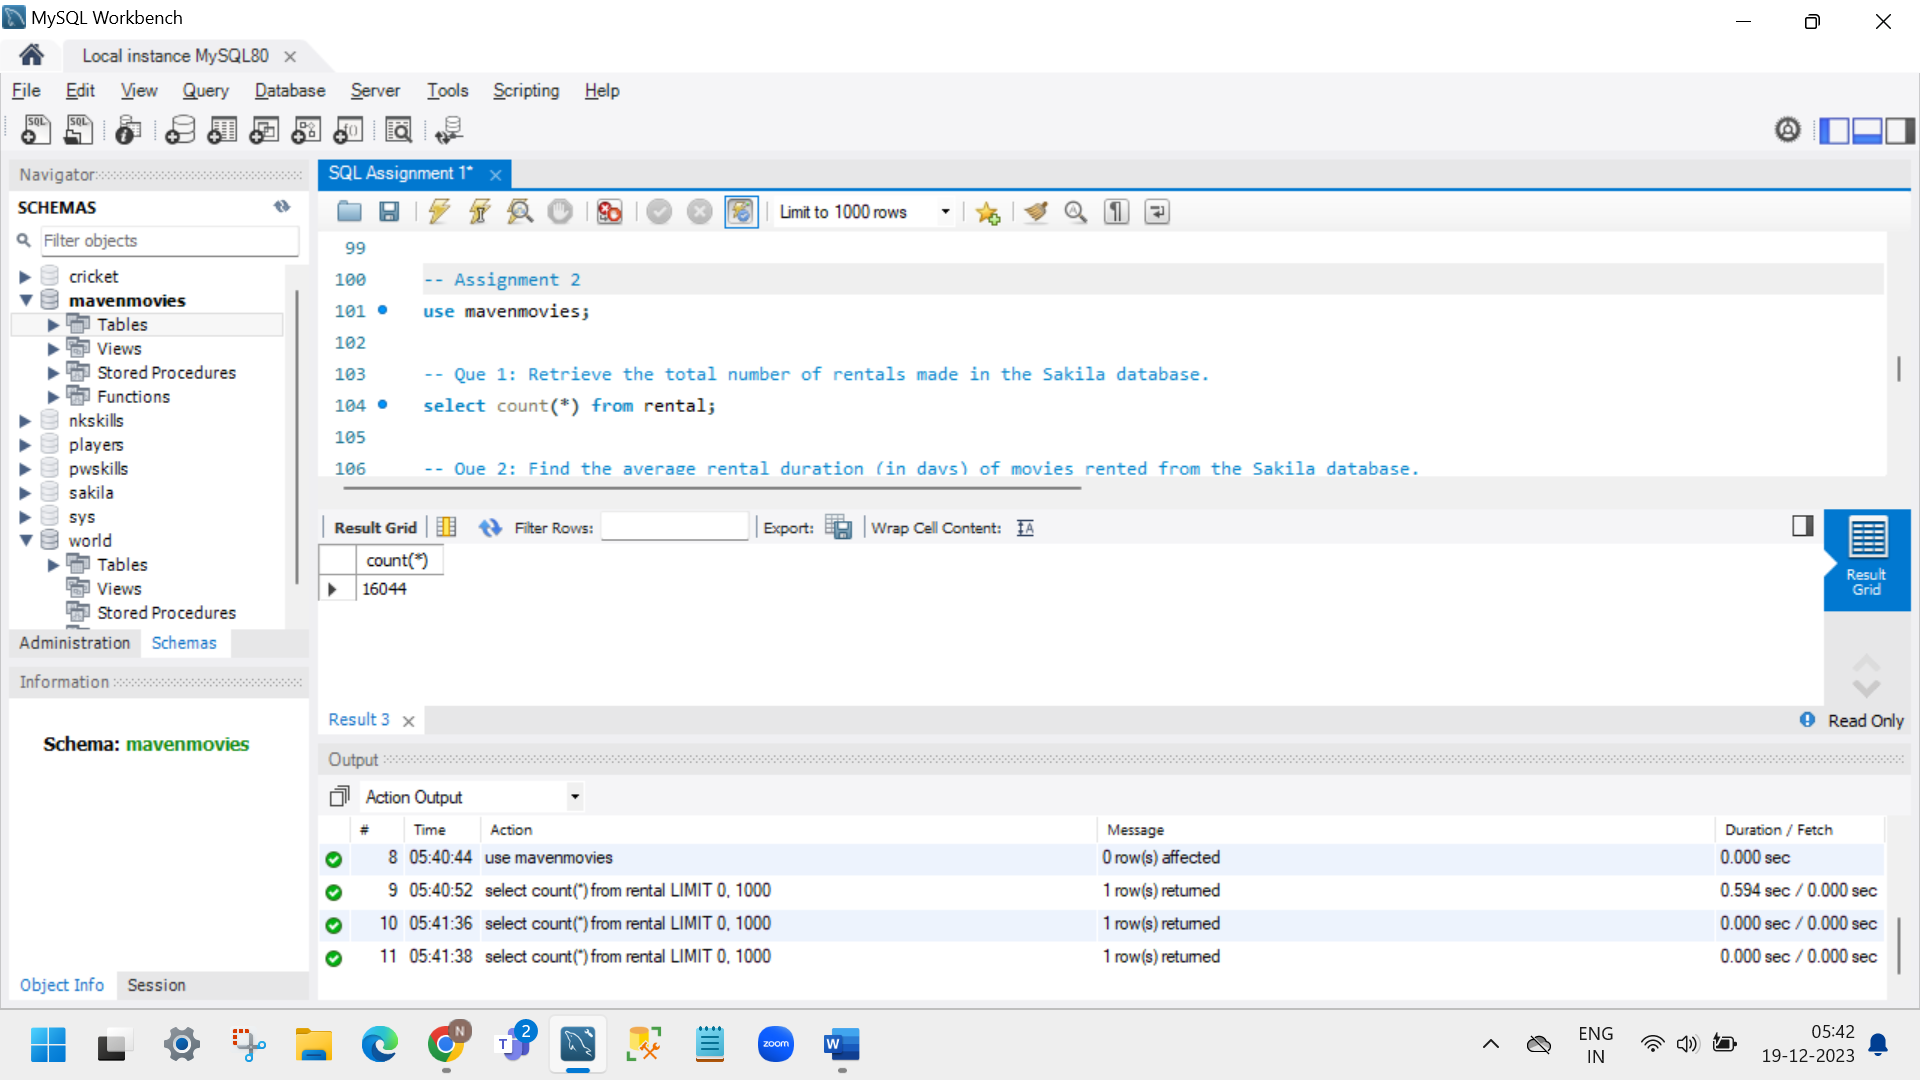 MySQL Workbench
Local instance MySQL80
File Edit View Query Database Server Tools Scripting Help
Navigator
SCHEMAS
Filter objects
cricket
mavenmovies
Tables
Views
Stored Procedures
Functions
nkskills
players
pwskills
sakila
sys
world
Tables
Views
Stored Procedures
Administration Schemas
Information
Schema: mavenmovies
Object Info Session
SQL Assignment 1*
Limit to 1000 rows
99
100 -- Assignment 2
101 use mavenmovies;
102
103 -- Que 1: Retrieve the total number of rentals made in the Sakila database.
104 select count(*) from rental;
105
106 -- Que 2: Find the average rental duration (in days) of movies rented from the Sakila database.
Result Grid Filter Rows: Export: Wrap Cell Content:
count(*)
16044
Result Grid
Result 3
Read Only
Output
Action Output
# Time Action Message Duration / Fetch
8 05:40:44 use mavenmovies 0 row(s) affected 0.000 sec
9 05:40:52 select count(*) from rental LIMIT 0, 1000 1 row(s) returned 0.594 sec / 0.000 sec
10 05:41:36 select count(*) from rental LIMIT 0, 1000 1 row(s) returned 0.000 sec / 0.000 sec
11 05:41:38 select count(*) from rental LIMIT 0, 1000 1 row(s) returned 0.000 sec / 0.000 sec
N
T
2
zoom
W
ENG
IN
05:42
19-12-2023